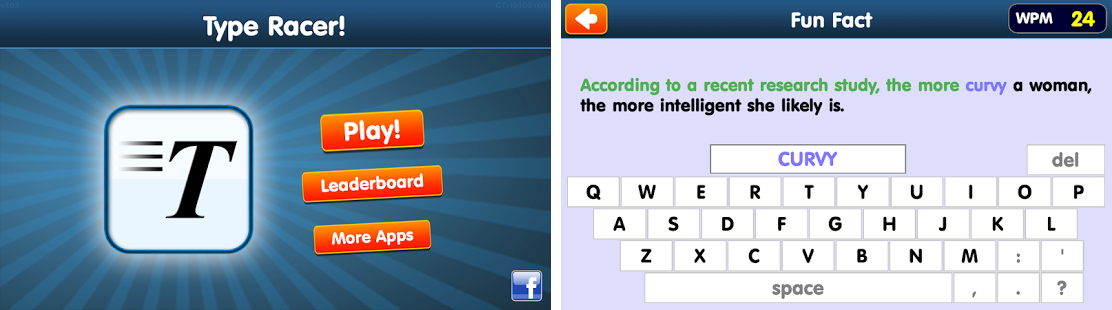 Type Racer!
T
Play!
Leaderboard
More Apps
f
Fun Fact
WPM 24
According to a recent research study, the more curvy a woman,
the more intelligent she likely is.
CURVY
del
Q W E R T Y U I O P
A S D F G H J K L
Z X C V B N M : '
space , . ?